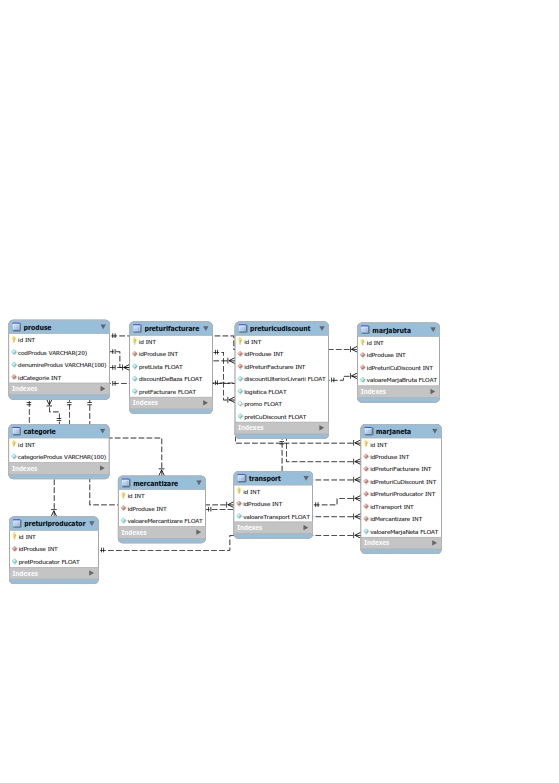 produse
id INT
codProdus VARCHAR(20)
denumireProdus VARCHAR(100)
idCategorie INT
Indexes
preturifacturare
id INT
idProduse INT
pretLista FLOAT
discountDeBaza FLOAT
pretFacturare FLOAT
Indexes
preturicudiscount
id INT
idProduse INT
idPreturiFacturare INT
discountUlteriorLivrarii FLOAT
logistica FLOAT
promo FLOAT
pretCuDiscount FLOAT
Indexes
marjabruta
id INT
idProduse INT
idPreturiCuDiscount INT
valoareMarjaBruta FLOAT
Indexes
categorie
id INT
categorieProdus VARCHAR(100)
Indexes
mercantizare
id INT
idProduse INT
valoareMercantizare FLOAT
Indexes
transport
id INT
idProduse INT
valoareTransport FLOAT
Indexes
marjaneta
id INT
idProduse INT
idPreturiFacturare INT
idPreturiCuDiscount INT
idPreturiProducator INT
idTransport INT
idMercantizare INT
valoareMarjaNeta FLOAT
Indexes
preturiproducator
id INT
idProduse INT
pretProducator FLOAT
Indexes